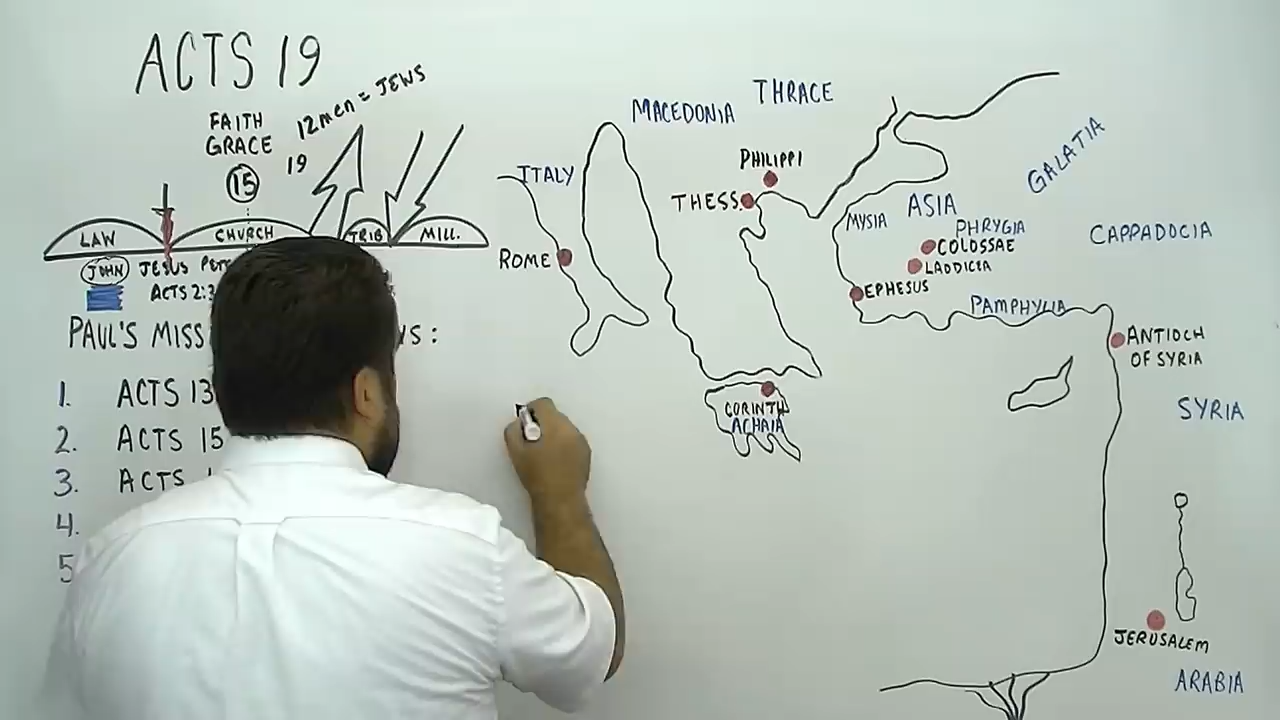 ACTS 19
12men = JEWS
FAITH
GRACE
15
19
LAW
CHURCH
TRIB
MILL.
JOHN JESUS
ACTS 2:3
PAUL'S MISS
1. ACTS 13
2. ACTS 15
3. ACTS
4.
5
MACEDONIA
THRACE
ITALY
PHILIPPI
THESS.
GALATIA
MYSIA
ASIA
PHRYGIA
COLOSSAE
LAODICIA
CAPPADOCIA
ROME
EPHESUS
PAMPHYLIA
ANTIOCH
OF SYRIA
CORINTH
ACHAIA
SYRIA
JERUSALEM
ARABIA